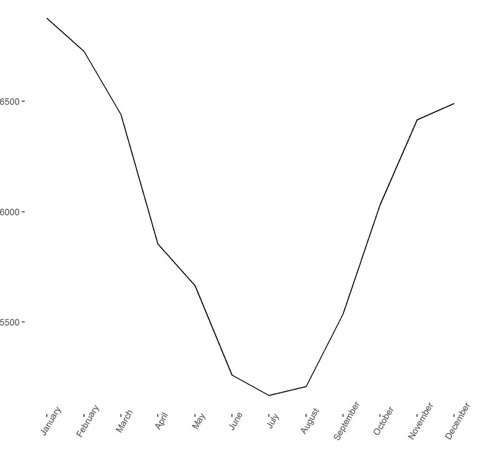 6500
6000
5500
January
February
March
April
May
June
July
August
September
October
November
December